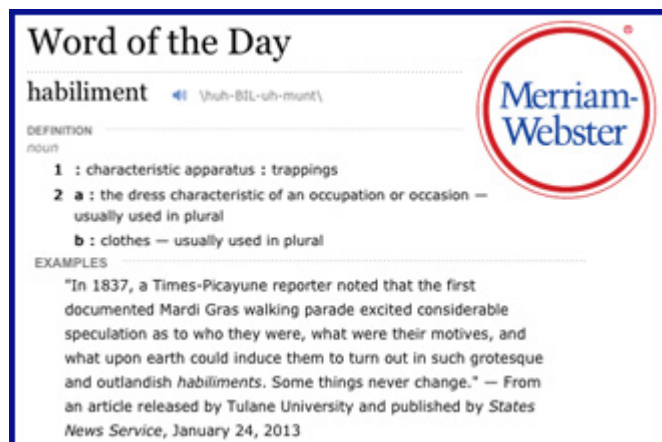 Word of the Day
habiliment \huh-BIL-uh-munt\
Merriam-
Webster
®
DEFINITION
noun
1 : characteristic apparatus : trappings
2 a : the dress characteristic of an occupation or occasion —
usually used in plural
b : clothes — usually used in plural
EXAMPLES
"In 1837, a Times-Picayune reporter noted that the first
documented Mardi Gras walking parade excited considerable
speculation as to who they were, what were their motives, and
what upon earth could induce them to turn out in such grotesque
and outlandish habiliments. Some things never change." — From
an article released by Tulane University and published by States
News Service, January 24, 2013